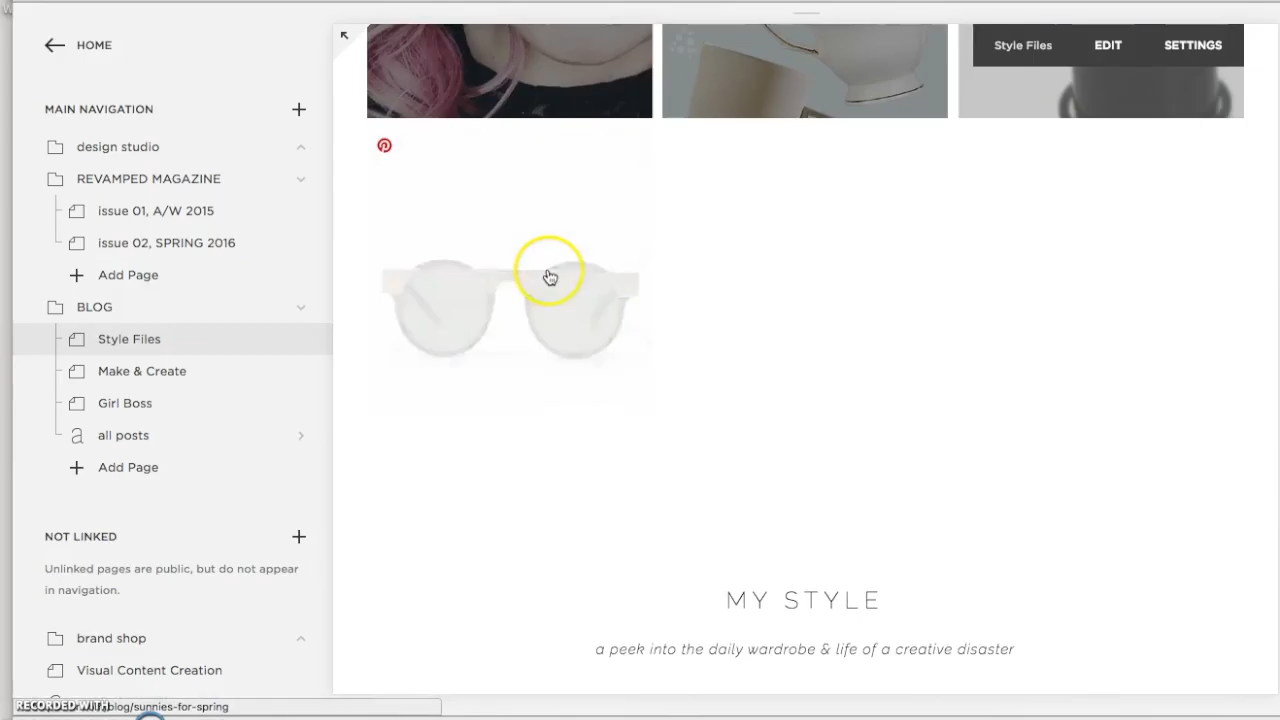 HOME
MAIN NAVIGATION
design studio
REVAMPED MAGAZINE
issue 01, A/W 2015
issue 02, SPRING 2016
Add Page
BLOG
Style Files
Make & Create
Girl Boss
a all posts
Add Page
NOT LINKED
Unlinked pages are public, but do not appear
in navigation.
brand shop
Visual Content Creation
RECORDED WITH
blog/sunnies-for-spring
Style Files EDIT SETTINGS
MY STYLE
a peek into the daily wardrobe & life of a creative disaster